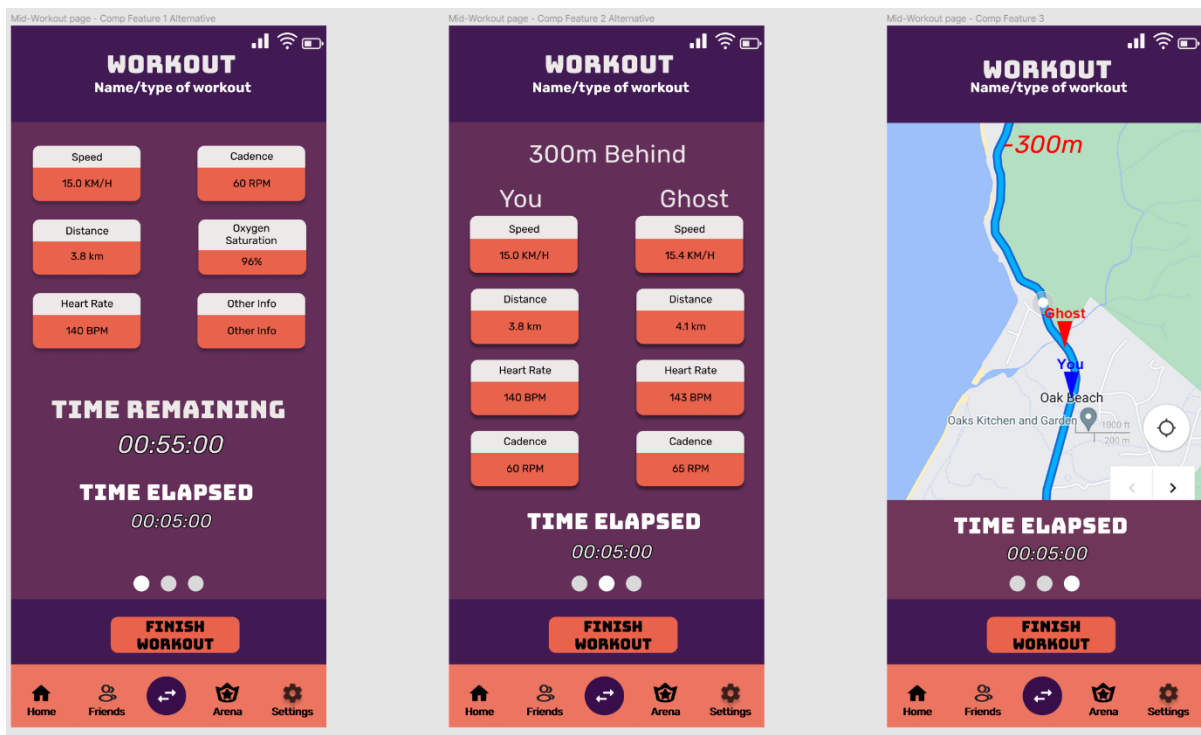 Mid-Workout page - Comp Feature 1 Alternative
WORKOUT
Name/type of workout
Speed
15.0 KM/H
Cadence
60 RPM
Distance
3.8 km
Oxygen
Saturation
96%
Heart Rate
140 BPM
Other Info
Other Info
TIME REMAINING
00:55:00
TIME ELAPSED
00:05:00
FINISH
WORKOUT
Home
Friends
Arena
Settings
Mid-Workout page - Comp Feature 2 Alternative
WORKOUT
Name/type of workout
300m Behind
You
Ghost
Speed
15.0 KM/H
Speed
15.4 KM/H
Distance
3.8 km
Distance
4.1 km
Heart Rate
140 BPM
Heart Rate
143 BPM
Cadence
60 RPM
Cadence
65 RPM
TIME ELAPSED
00:05:00
FINISH
WORKOUT
Home
Friends
Arena
Settings
Mid-Workout page - Comp Feature 3
WORKOUT
Name/type of workout
-300m
Ghost
You
Oak Beach
Oaks Kitchen and Garden
1000 ft
200 m
TIME ELAPSED
00:05:00
FINISH
WORKOUT
Home
Friends
Arena
Settings